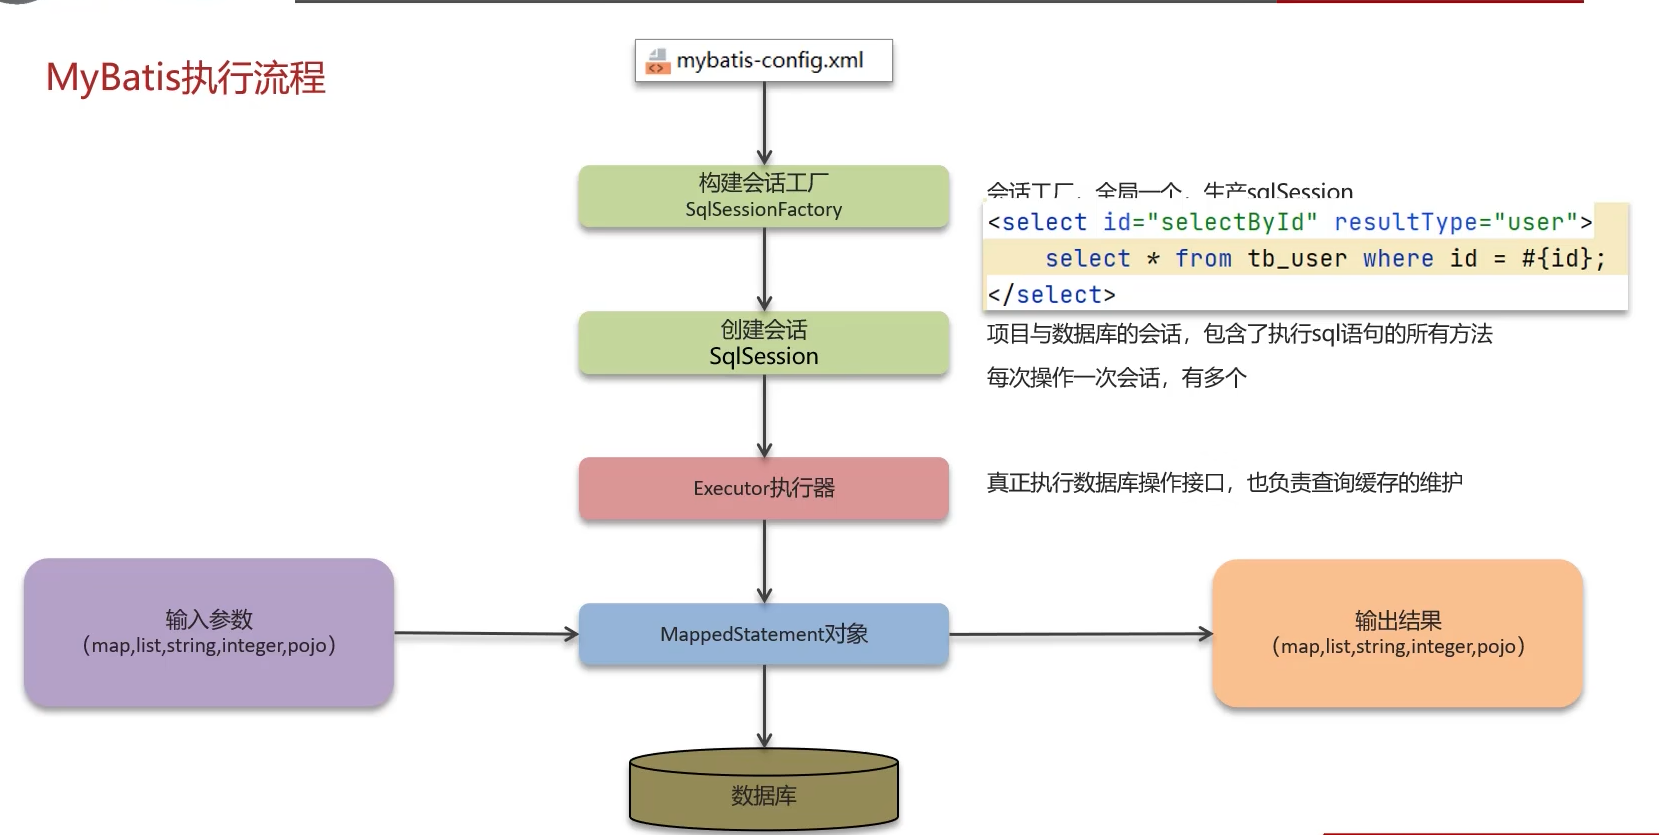 MyBatis执行流程
mybatis-config.xml
构建会话工厂
SqlSessionFactory
会话工厂，全局一个，生产sqlSession
<select id="selectById" resultType="user">
select * from tb_user where id = #{id};
</select>
创建会话
SqlSession
项目与数据库的会话，包含了执行sql语句的所有方法
每次操作一次会话，有多个
Executor执行器
真正执行数据库操作接口，也负责查询缓存的维护
输入参数
（map,list,string,integer,pojo）
MappedStatement对象
输出结果
（map,list,string,integer,pojo）
数据库